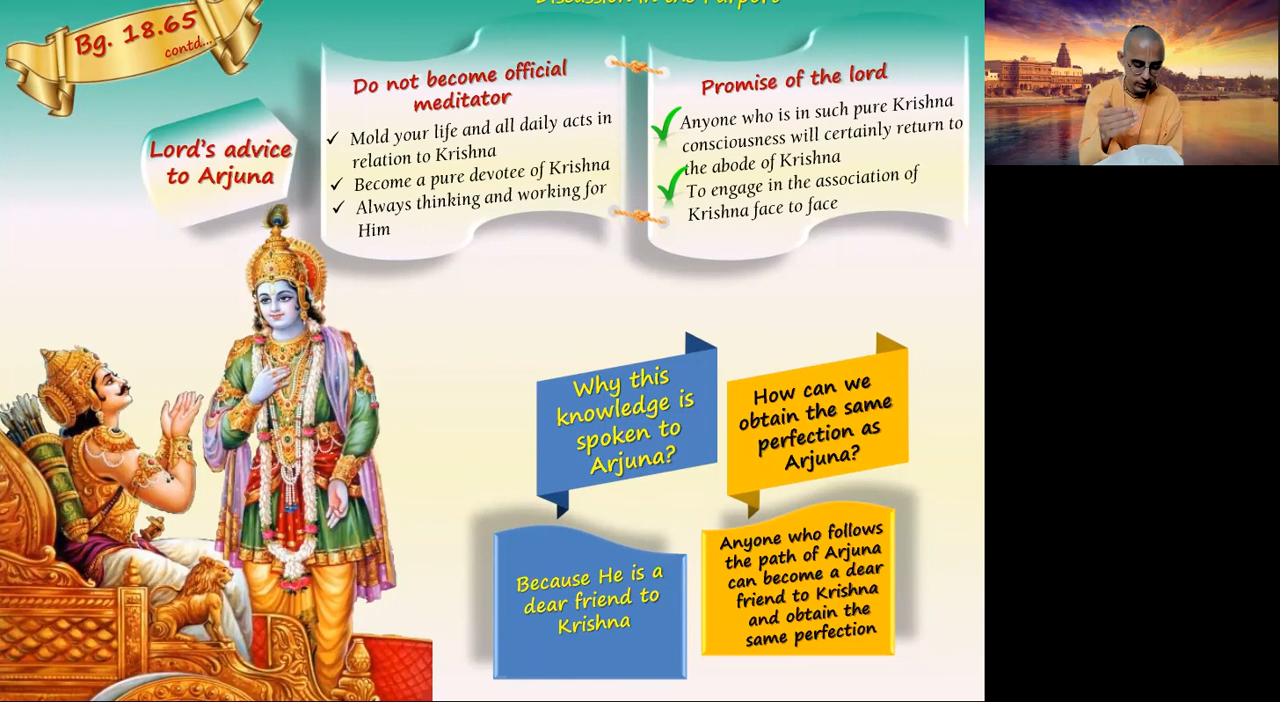 Discussion in the Purport
Bg. 18.65
contd...
Lord's advice
to Arjuna
Do not become official
meditator
✓ Mold your life and all daily acts in
relation to Krishna
✓ Become a pure devotee of Krishna
✓ Always thinking and working for
Him
Promise of the lord
Anyone who is in such pure Krishna
consciousness will certainly return to
the abode of Krishna
To engage in the association of
Krishna face to face
Why this
knowledge is
spoken to
Arjuna?
Because He is a
dear friend to
Krishna
How can we
obtain the same
perfection as
Arjuna?
Anyone who follows
the path of Arjuna
can become a dear
friend to Krishna
and obtain the
same perfection